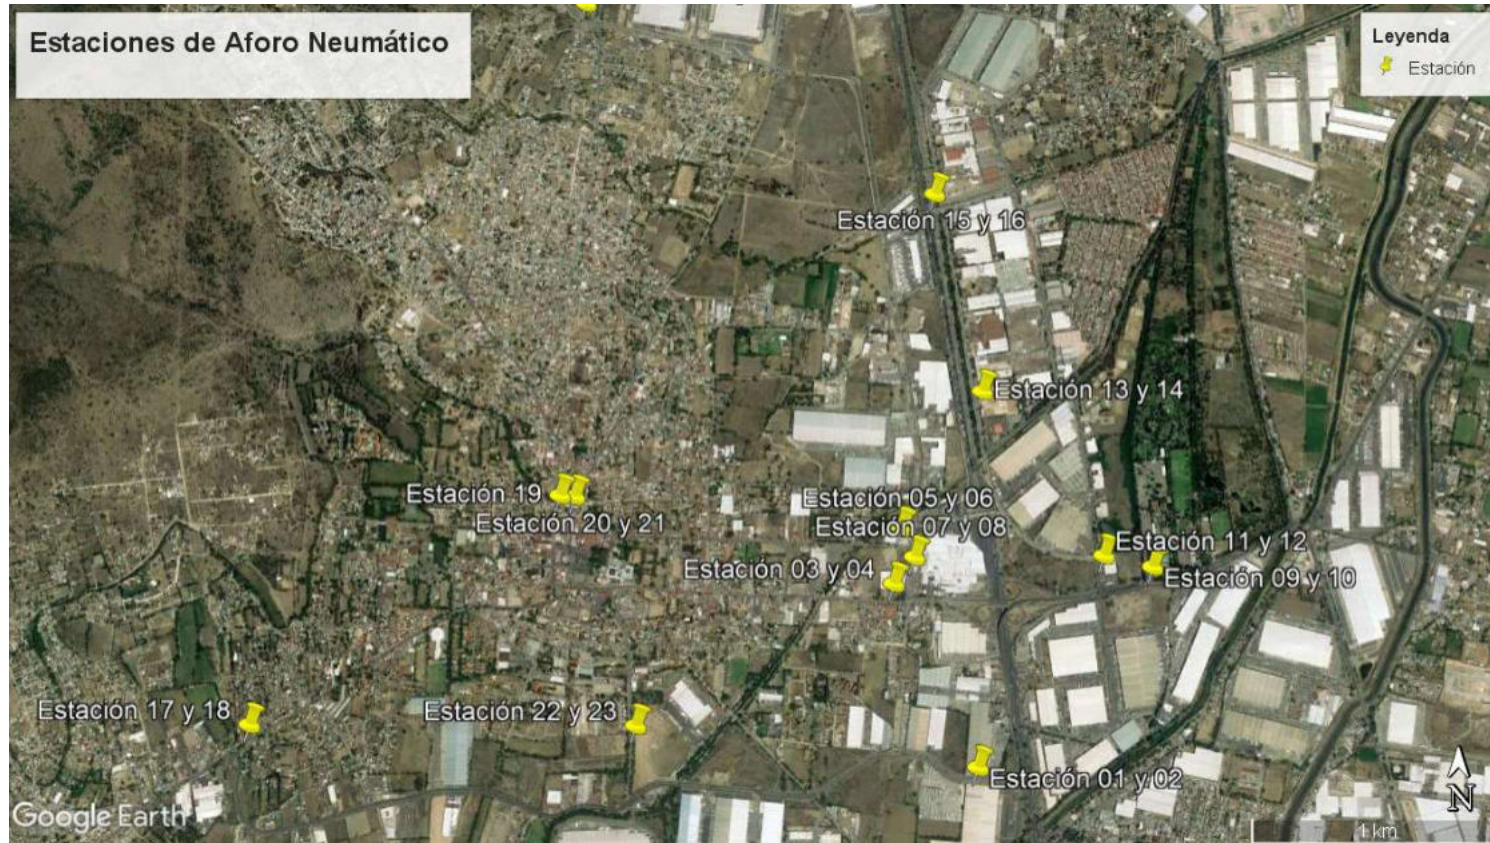 Estaciones de Aforo Neumático
Leyenda
Estación
Estación 15 y 16
Estación 13 y 14
Estación 19
Estación 20 y 21
Estación 05 y 06
Estación 07 y 08
Estación 03 y 04
Estación 11 y 12
Estación 09 y 10
Estación 17 y 18
Estación 22 y 23
Estación 01 y 02
Google Earth
N
1 km